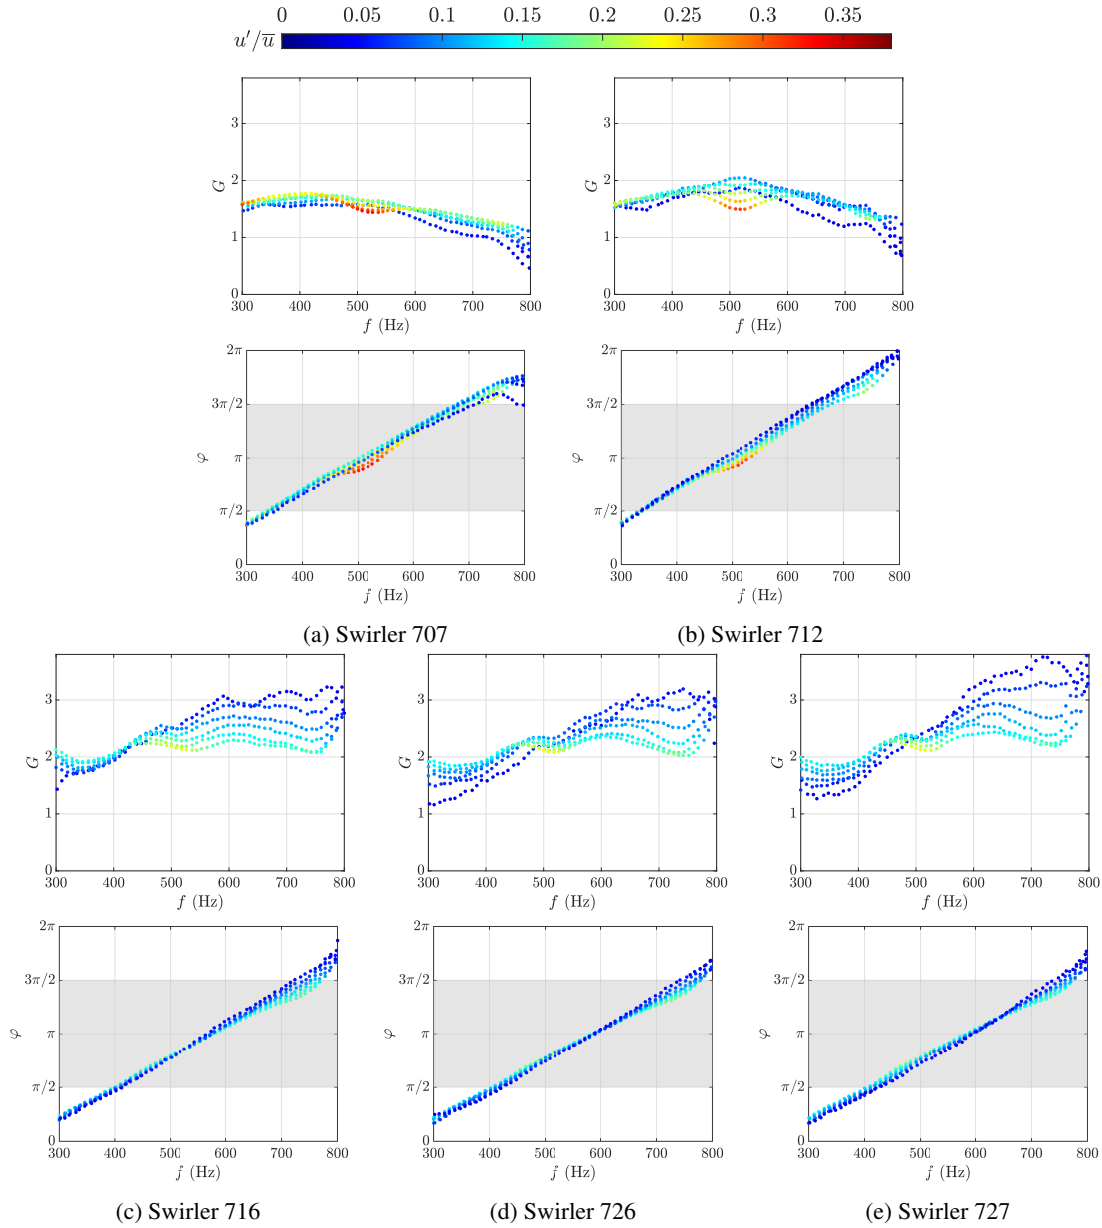 0 0.05 0.1 0.15 0.2 0.25 0.3 0.35
u′/u̅
3 3
2 2
G G
1 1
0 0
300 400 500 600 700 800 300 400 500 600 700 800
f (Hz) f (Hz)
2π 2π
3π/2 3π/2
φ π φ π
π/2 π/2
0 0
300 400 500 600 700 800 300 400 500 600 700 800
f (Hz) f (Hz)
(a) Swirler 707 (b) Swirler 712
3 3 3
2 2 2
G G G
1 1 1
0 0 0
300 400 500 600 700 800 300 400 500 600 700 800 300 400 500 600 700 800
f (Hz) f (Hz) f (Hz)
2π 2π 2π
3π/2 3π/2 3π/2
φ π φ π φ π
π/2 π/2 π/2
0 0 0
300 400 500 600 700 800 300 400 500 600 700 800 300 400 500 600 700 800
f (Hz) f (Hz) f (Hz)
(c) Swirler 716 (d) Swirler 726 (e) Swirler 727